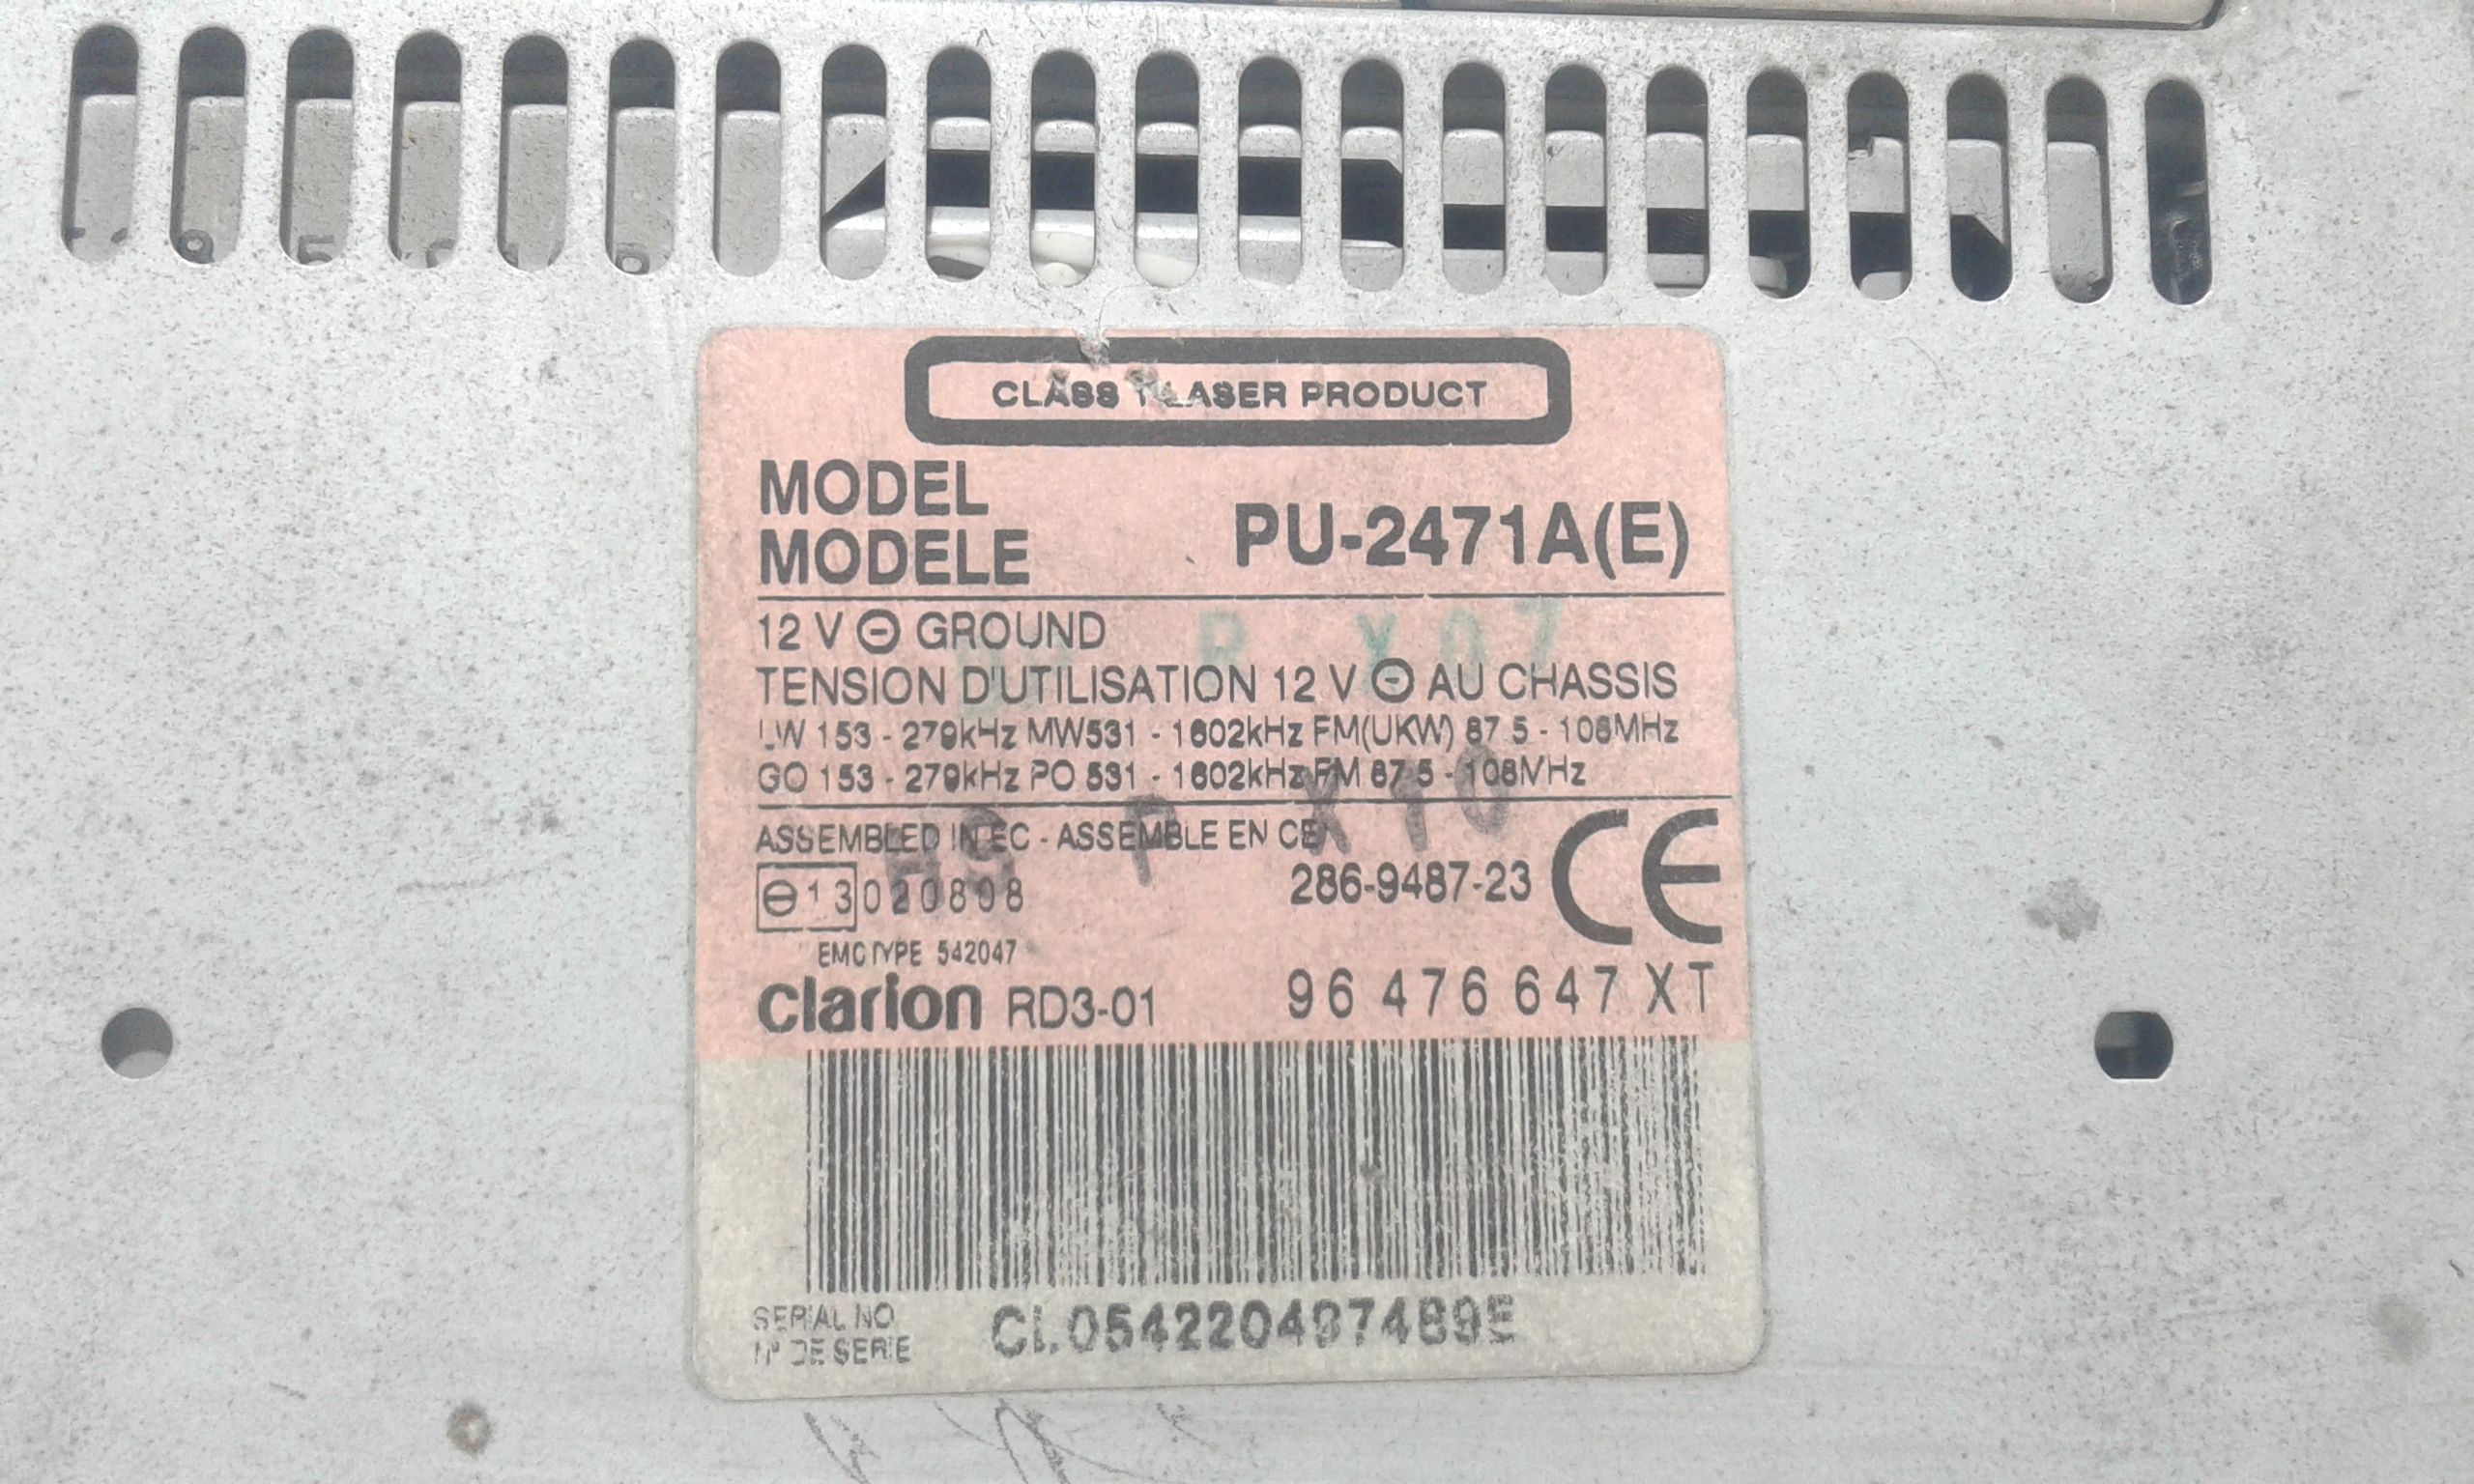 CLASS 1 LASER PRODUCT
MODEL
MODELE
PU-2471A(E)
12 V ⊖ GROUND
TENSION D'UTILISATION 12 V ⊖ AU CHASSIS
LW 153 - 279kHz MW531 - 1602kHz FM(UKW) 87.5 - 108MHz
GO 153 - 279kHz PO 531 - 1602kHz FM 87.5 - 108MHz
ASSEMBLED IN EC - ASSEMBLE EN CE
e13 020808
286-9487-23
CE
EMC TYPE 542047
Clarion RD3-01
96 476 647 XT
SERIAL NO
N° DE SERIE